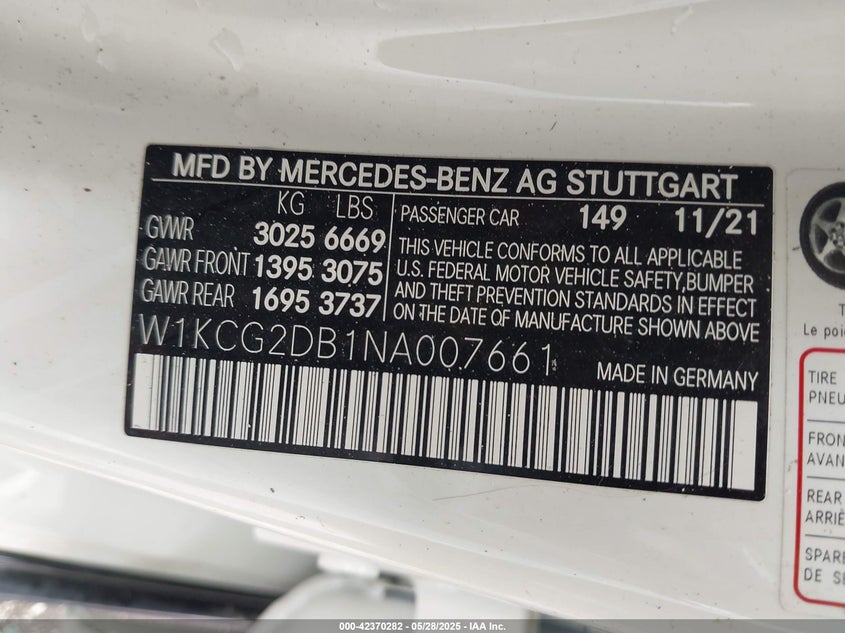 MFD BY MERCEDES-BENZ AG STUTTGART
KG LBS
GVWR 3025 6669
GAWR FRONT 1395 3075
GAWR REAR 1695 3737
PASSENGER CAR 149 11/21
THIS VEHICLE CONFORMS TO ALL APPLICABLE
U.S. FEDERAL MOTOR VEHICLE SAFETY,BUMPER
AND THEFT PREVENTION STANDARDS IN EFFECT
ON THE DATE OF MANUFACTURE SHOWN ABOVE
W1KCG2DB1NA007661
MADE IN GERMANY
Le poi
TIRE
PNEU
FRON
AVAN
REAR
ARRIÈ
SPARE
DE SE
000-42370282 — 05/28/2025 — IAA Inc.